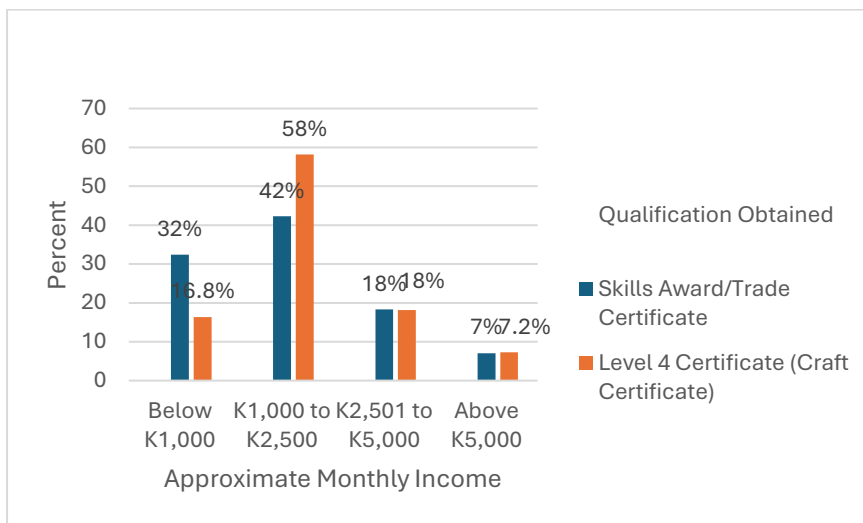 70
60
50
40
30
20
10
0
Percent
32%
16.8%
42%
58%
18%
18%
7%
7.2%
Below
K1,000
K1,000 to
K2,500
K2,501 to
K5,000
Above
K5,000
Approximate Monthly Income
Qualification Obtained
Skills Award/Trade
Certificate
Level 4 Certificate (Craft
Certificate)